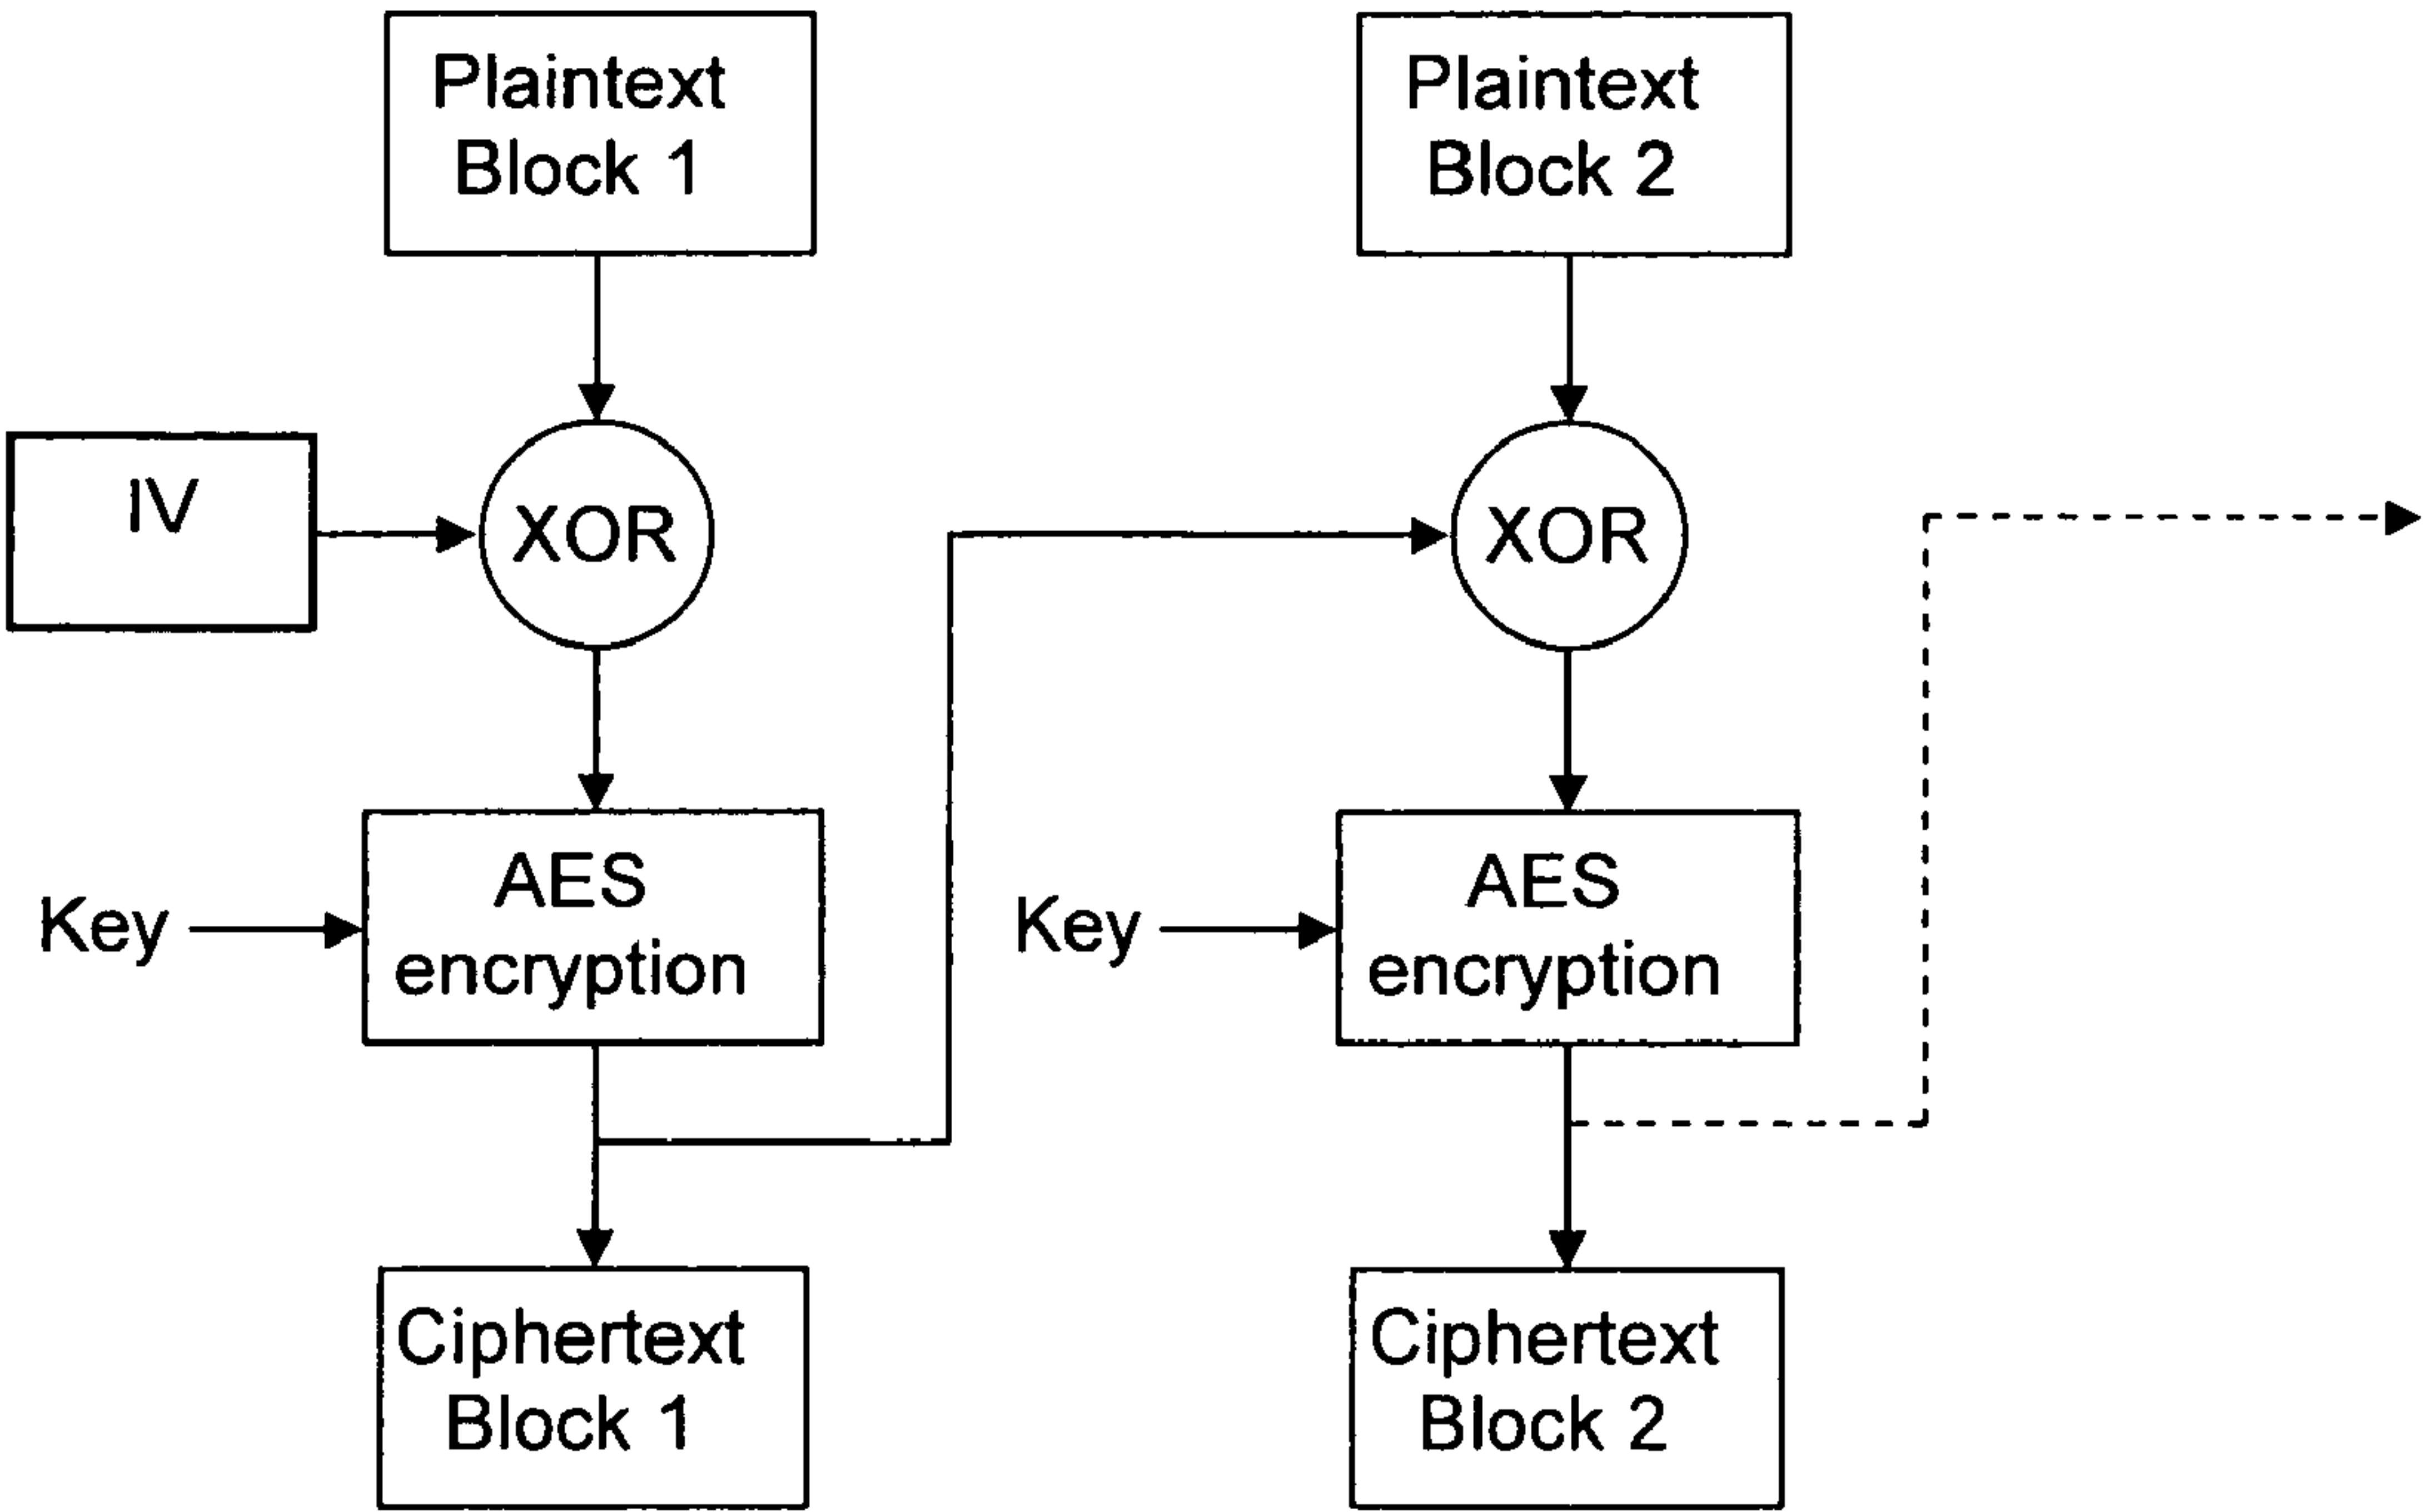 Plaintext
Block 1
Plaintext
Block 2
IV
XOR
XOR
Key
AES
encryption
Key
AES
encryption
Ciphertext
Block 1
Ciphertext
Block 2